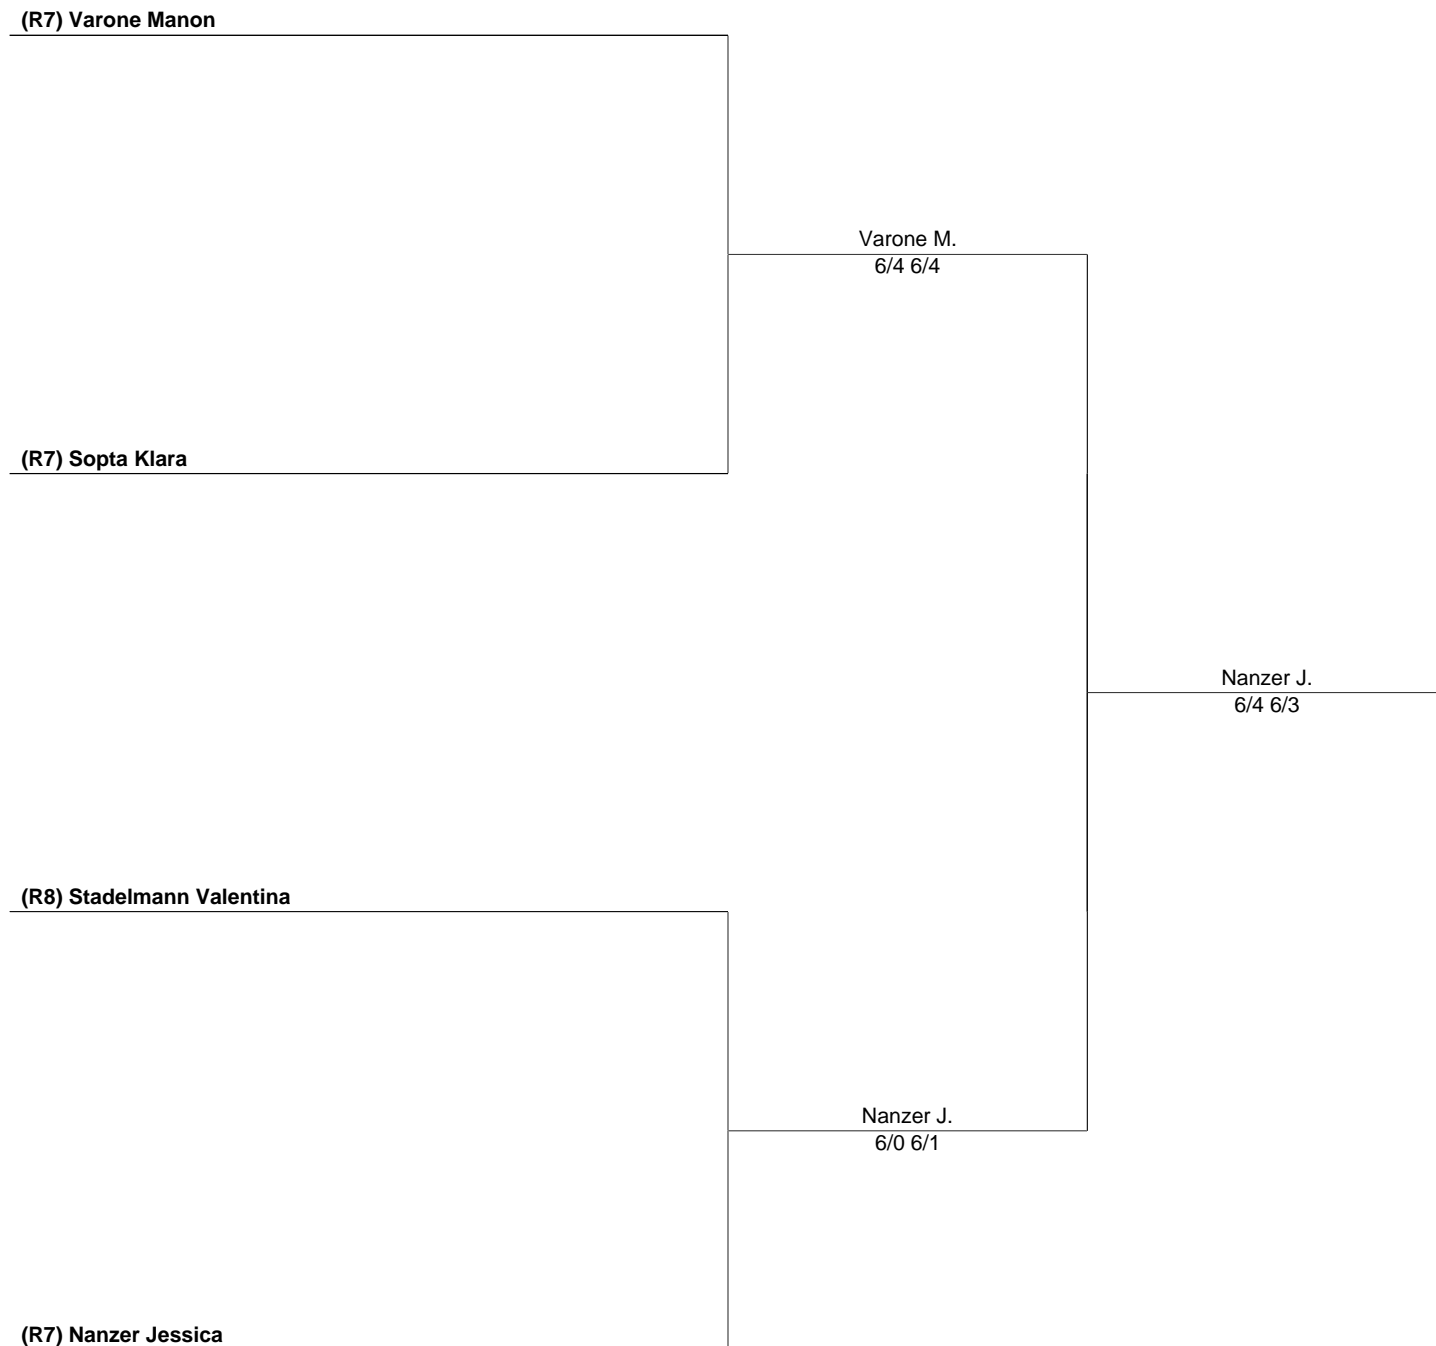 (R7) Varone Manon
Varone M.
6/4 6/4
(R7) Sopta Klara
Nanzer J.
6/4 6/3
(R8) Stadelmann Valentina
Nanzer J.
6/0 6/1
(R7) Nanzer Jessica